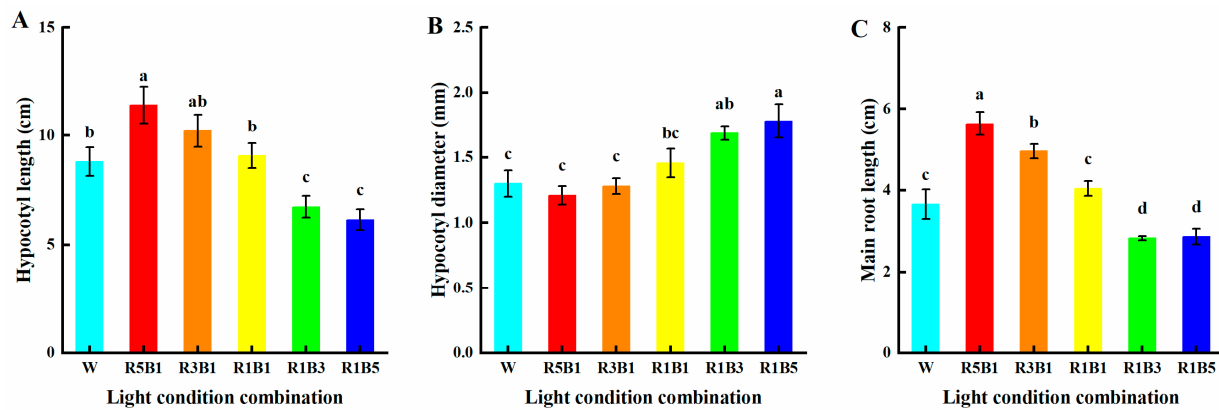 A
Hypocotyl length (cm)
15
10
5
0
b
a
ab
b
c
c
W R5B1 R3B1 R1B1 R1B3 R1B5
Light condition combination
B
Hypocotyl diameter (mm)
2.5
2.0
1.5
1.0
0.5
0.0
c
c
c
bc
ab
a
W R5B1 R3B1 R1B1 R1B3 R1B5
Light condition combination
C
Main root length (cm)
8
6
4
2
0
c
a
b
c
d
d
W R5B1 R3B1 R1B1 R1B3 R1B5
Light condition combination